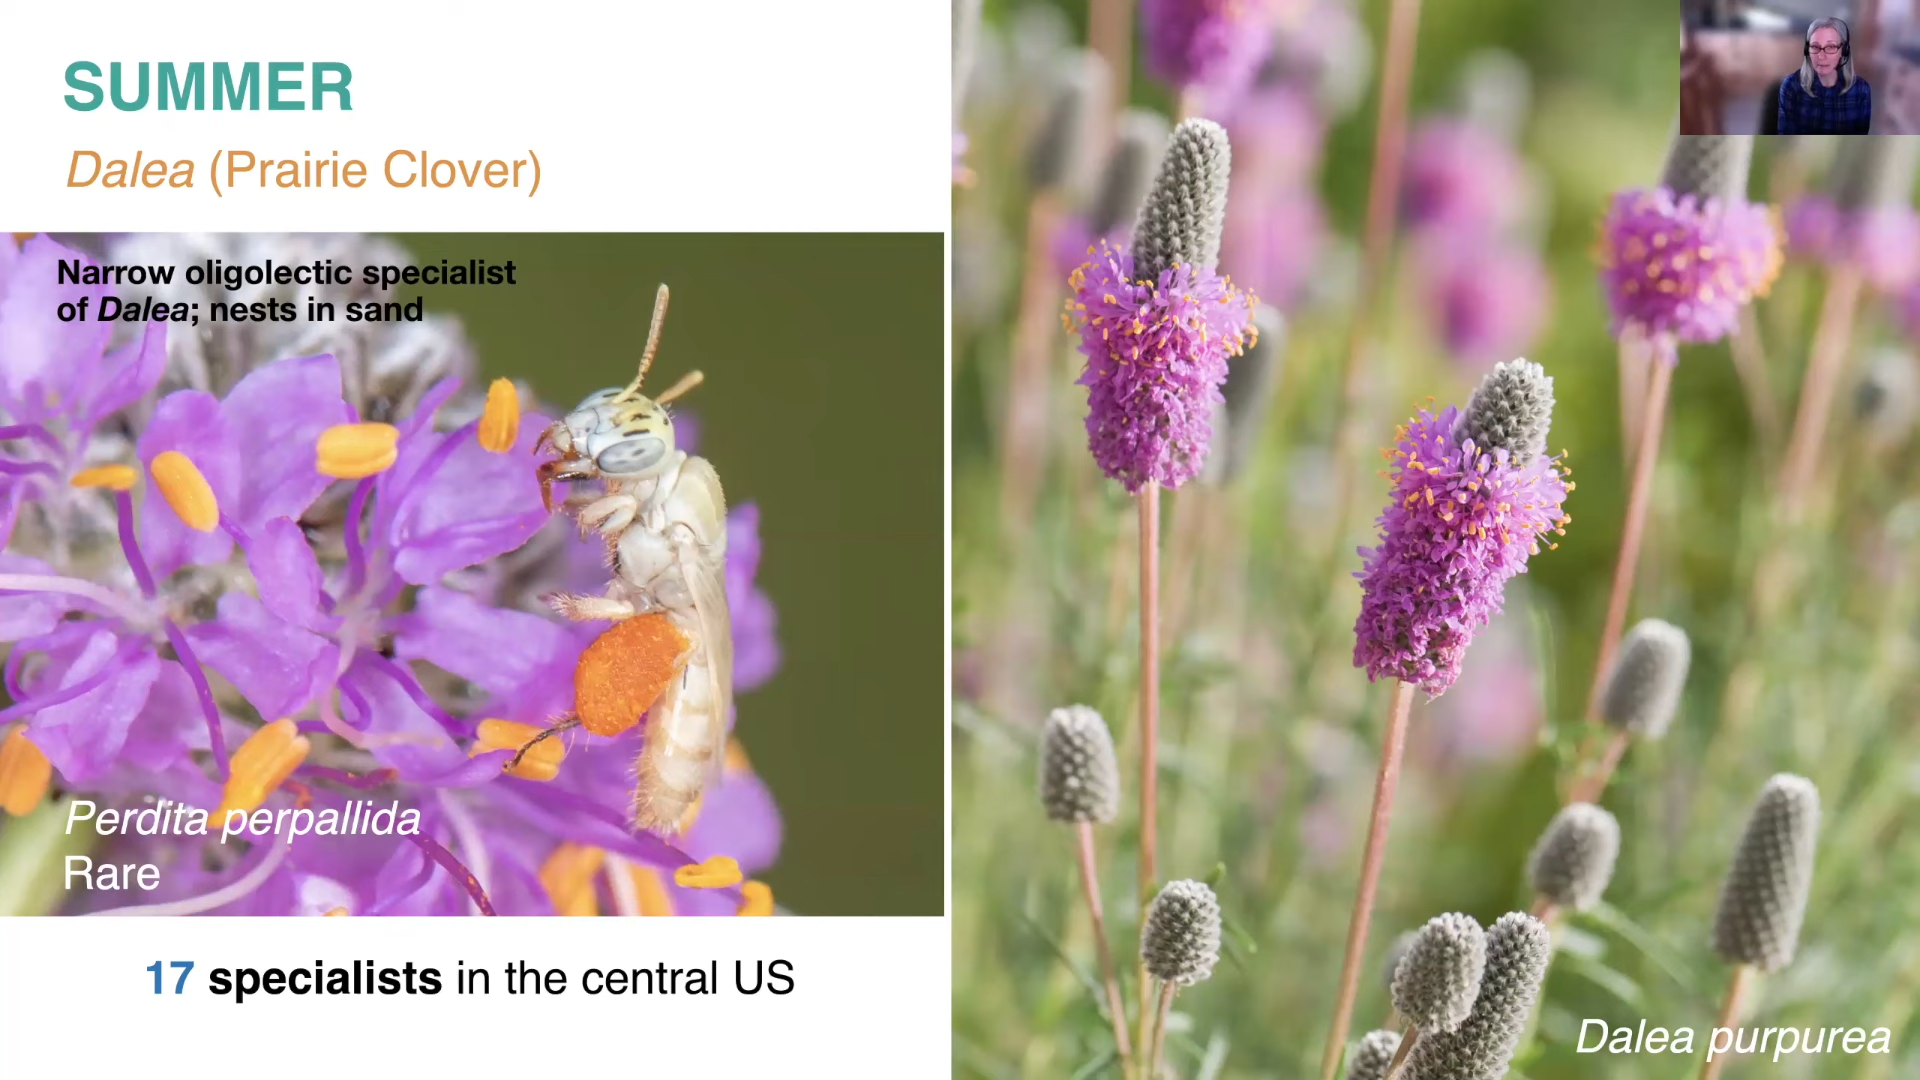 SUMMER
Dalea (Prairie Clover)
Narrow oligolectic specialist
of Dalea; nests in sand
Perdita perpallida
Rare
17 specialists in the central US
Dalea purpurea